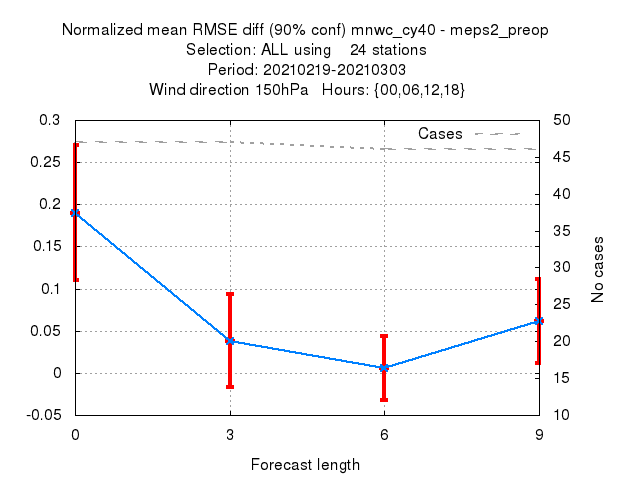 Normalized mean RMSE diff (90% conf) mnwc_cy40 - meps2_preop
Selection: ALL using    24 stations
Period: 20210219-20210303
Wind direction 150hPa   Hours: {00,06,12,18}
Cases
0.3
0.25
0.2
0.15
0.1
0.05
0
-0.05
50
45
40
35
30
25
20
15
10
No cases
0 3 6 9
Forecast length